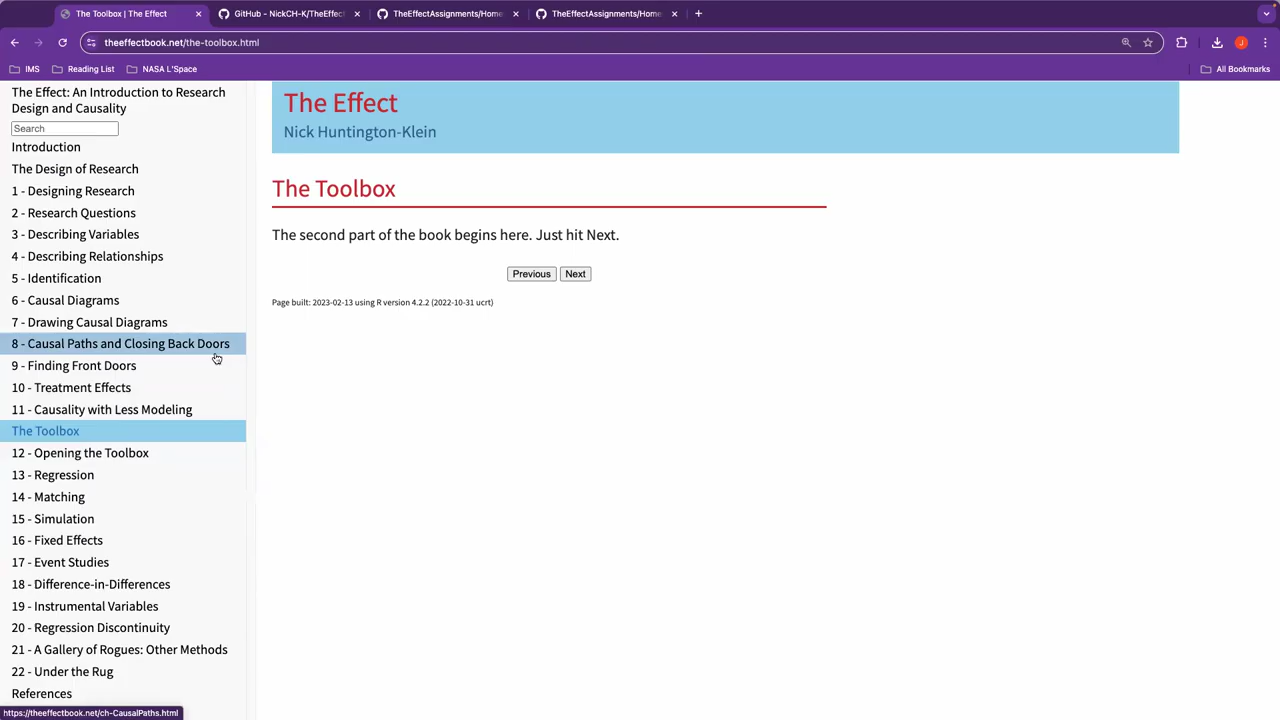 The Toolbox | The Effect
GitHub - NickCH-K/TheEffect
TheEffectAssignments/Home
TheEffectAssignments/Home
theeffectbook.net/the-toolbox.html
J
IMS
Reading List
NASA L'Space
All Bookmarks
The Effect: An Introduction to Research
Design and Causality
Search
Introduction
The Design of Research
1 - Designing Research
2 - Research Questions
3 - Describing Variables
4 - Describing Relationships
5 - Identification
6 - Causal Diagrams
7 - Drawing Causal Diagrams
8 - Causal Paths and Closing Back Doors
9 - Finding Front Doors
10 - Treatment Effects
11 - Causality with Less Modeling
The Toolbox
12 - Opening the Toolbox
13 - Regression
14 - Matching
15 - Simulation
16 - Fixed Effects
17 - Event Studies
18 - Difference-in-Differences
19 - Instrumental Variables
20 - Regression Discontinuity
21 - A Gallery of Rogues: Other Methods
22 - Under the Rug
References
https://theeffectbook.net/ch-CausalPaths.html
The Effect
Nick Huntington-Klein
The Toolbox
The second part of the book begins here. Just hit Next.
Previous
Next
Page built: 2023-02-13 using R version 4.2.2 (2022-10-31 ucrt)